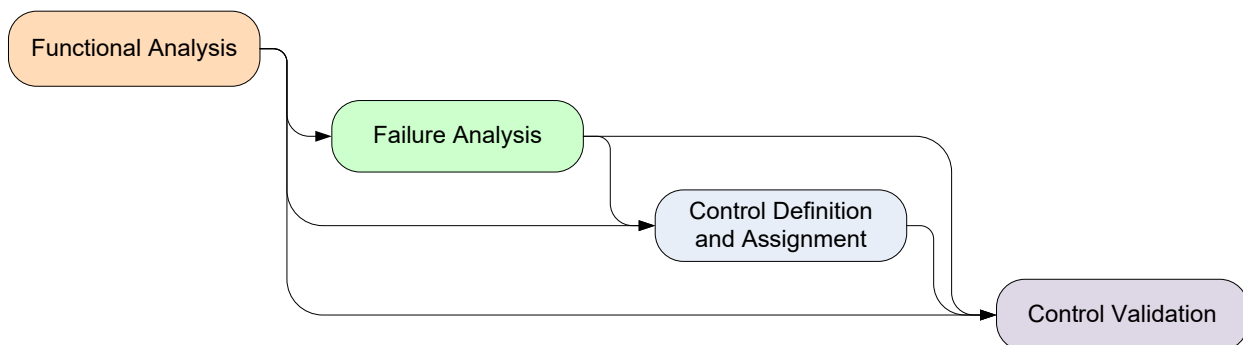 Functional Analysis
Failure Analysis
Control Definition
and Assignment
Control Validation